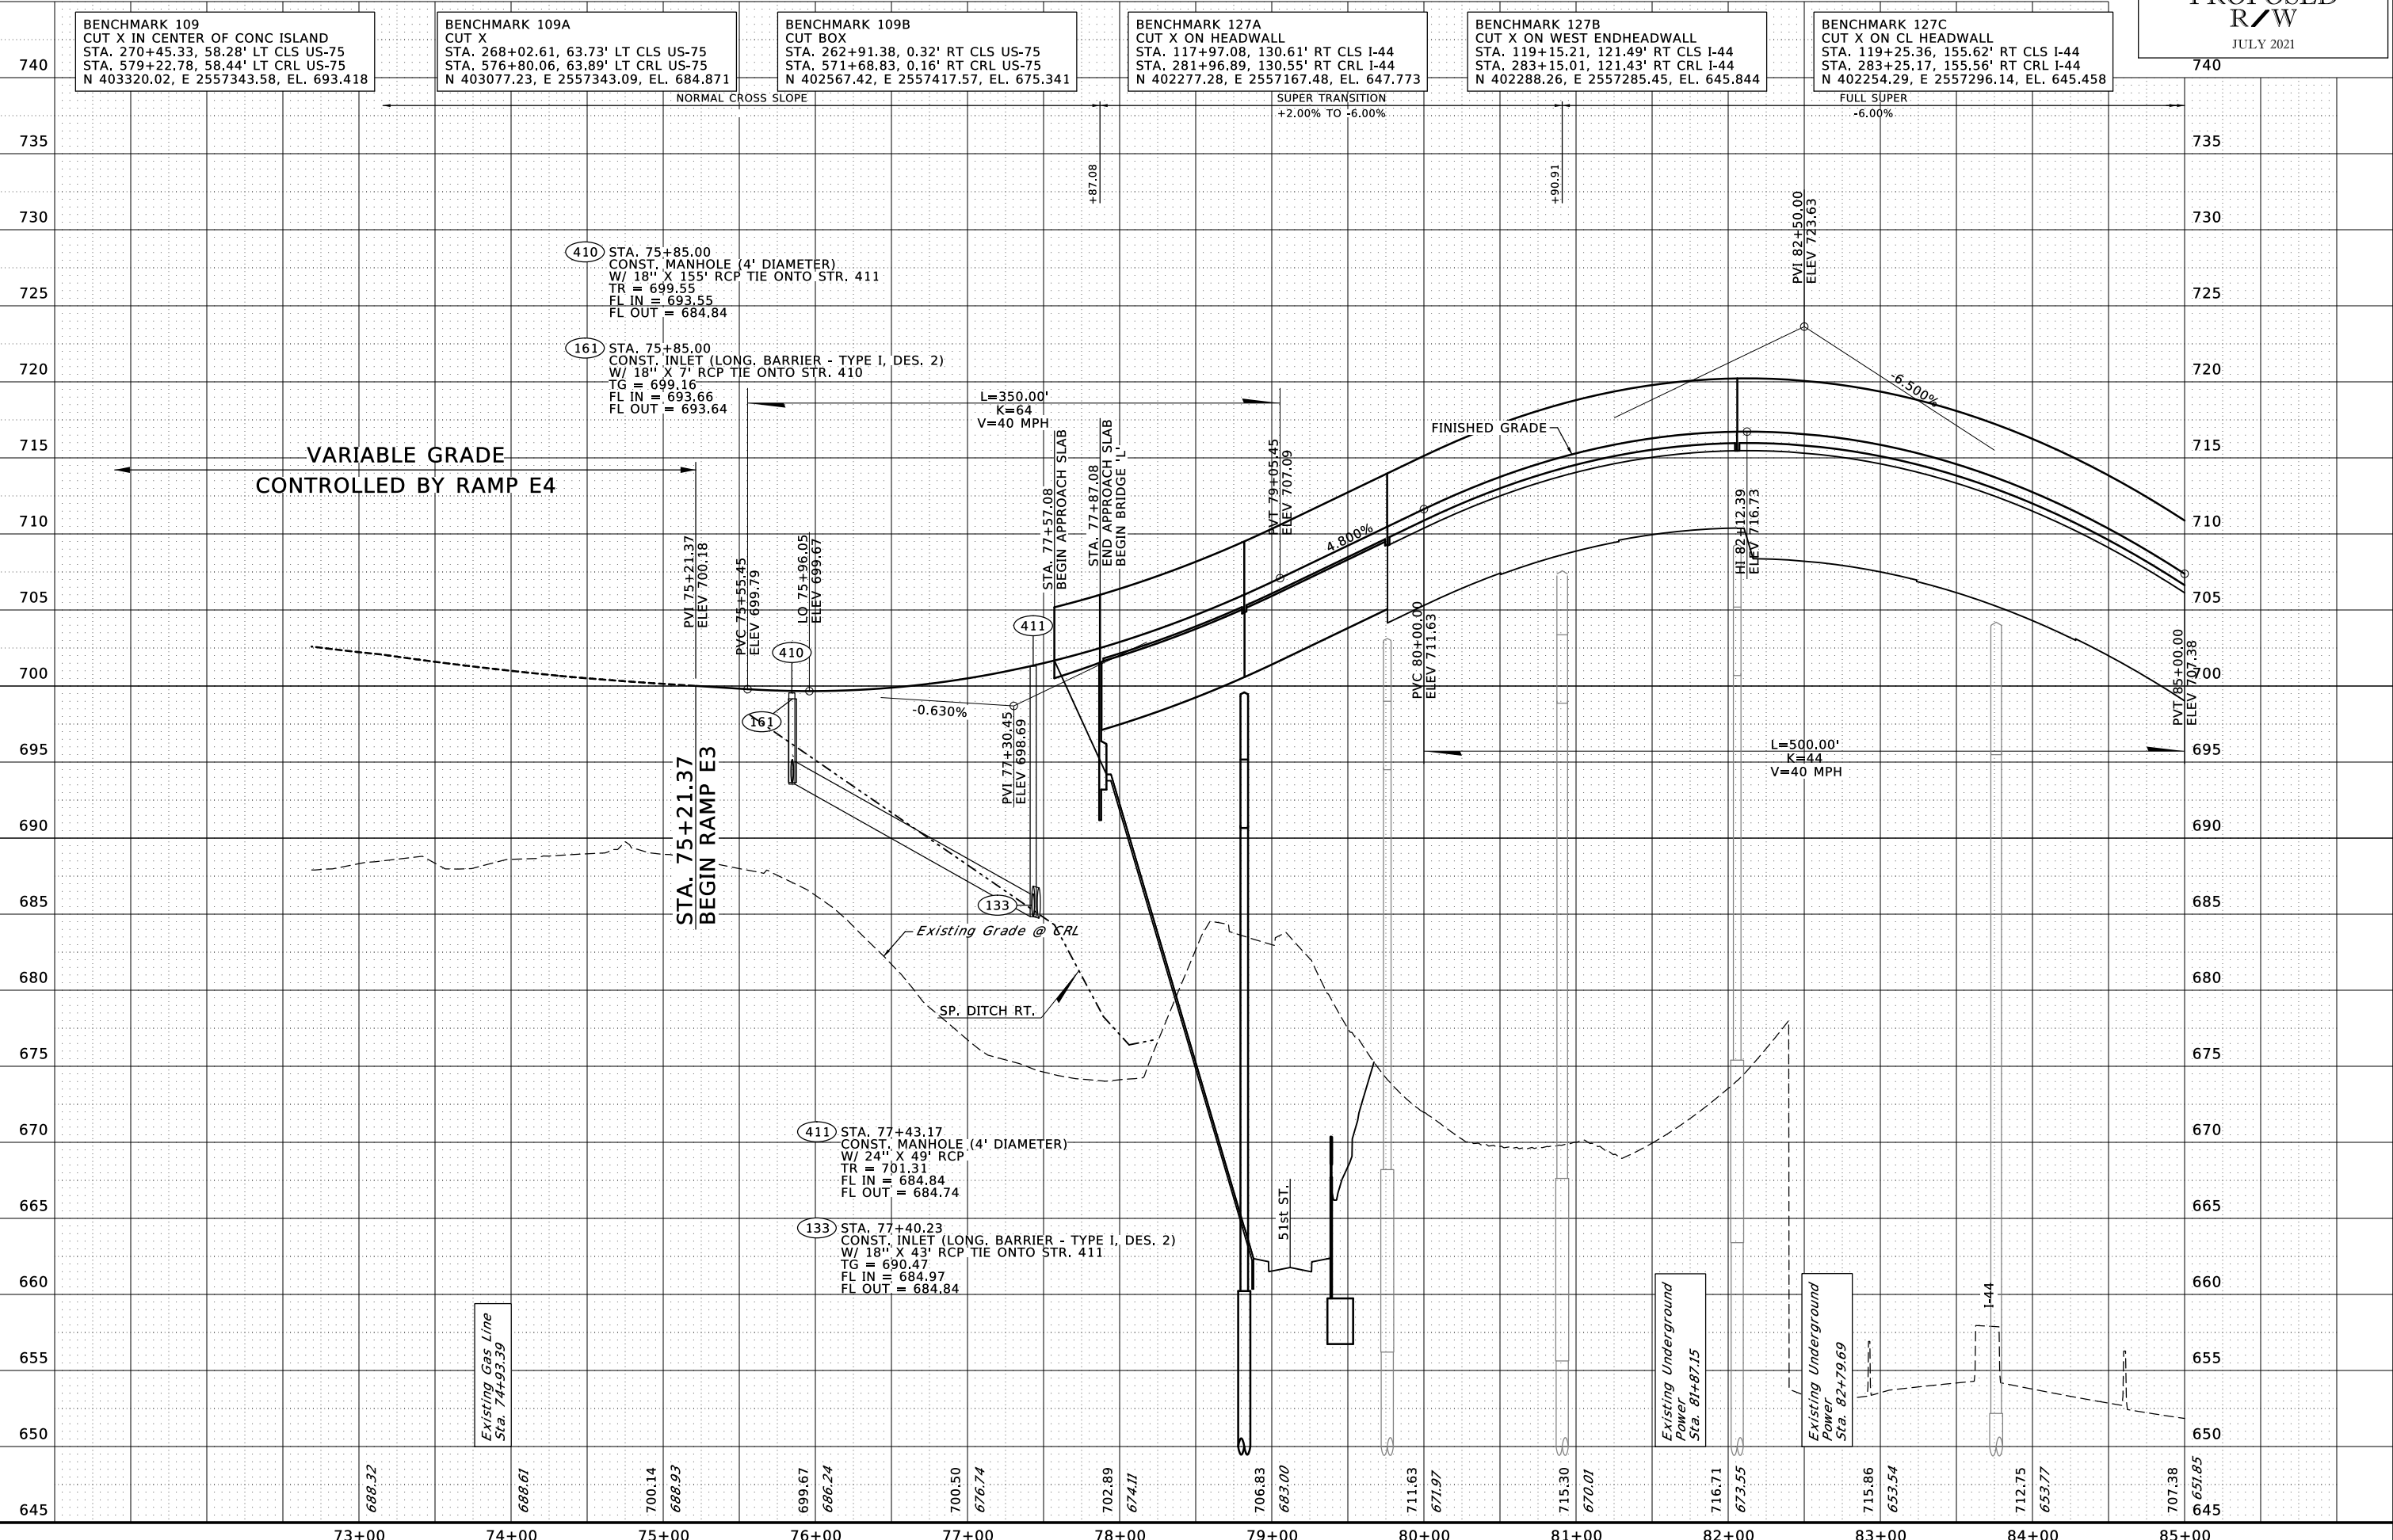 PROPOSED
R/W
JULY 2021
BENCHMARK 109
CUT X IN CENTER OF CONC ISLAND
STA. 270+45.33, 58.28' LT CLS US-75
STA. 579+22.78, 58.44' LT CRL US-75
N 403320.02, E 2557343.58, EL. 693.418
BENCHMARK 109A
CUT X
STA. 268+02.61, 63.73' LT CLS US-75
STA. 576+80.06, 63.89' LT CRL US-75
N 403077.23, E 2557343.09, EL. 684.871
BENCHMARK 109B
CUT BOX
STA. 262+91.38, 0.32' RT CLS US-75
STA. 571+68.83, 0.16' RT CRL US-75
N 402567.42, E 2557417.57, EL. 675.341
BENCHMARK 127A
CUT X ON HEADWALL
STA. 117+97.08, 130.61' RT CLS I-44
STA. 281+96.89, 130.55' RT CRL I-44
N 402277.28, E 2557167.48, EL. 647.773
BENCHMARK 127B
CUT X ON WEST ENDHEADWALL
STA. 119+15.21, 121.49' RT CLS I-44
STA. 283+15.01, 121.43' RT CRL I-44
N 402288.26, E 2557285.45, EL. 645.844
BENCHMARK 127C
CUT X ON CL HEADWALL
STA. 119+25.36, 155.62' RT CLS I-44
STA. 283+25.17, 155.56' RT CRL I-44
N 402254.29, E 2557296.14, EL. 645.458
NORMAL CROSS SLOPE
SUPER TRANSITION
+2.00% TO -6.00%
FULL SUPER
-6.00%
+87.08
+90.91
740
735
730
725
720
715
710
705
700
695
690
685
680
675
670
665
660
655
650
645
740
735
730
725
720
715
710
705
700
695
690
685
680
675
670
665
660
655
650
645
410
STA. 75+85.00
CONST. MANHOLE (4' DIAMETER)
W/ 18" X 155' RCP TIE ONTO STR. 411
TR = 699.55
FL IN = 693.55
FL OUT = 684.84
161
STA. 75+85.00
CONST. INLET (LONG. BARRIER - TYPE I, DES. 2)
W/ 18" X 7' RCP TIE ONTO STR. 410
TG = 699.16
FL IN = 693.66
FL OUT = 693.64
VARIABLE GRADE
CONTROLLED BY RAMP E4
L=350.00'
K=64
V=40 MPH
PVI 75+21.37
ELEV 700.18
PVC 75+55.45
ELEV 699.79
LO 75+96.05
ELEV 699.67
STA. 77+57.08
BEGIN APPROACH SLAB
STA. 77+87.08
END APPROACH SLAB
BEGIN BRIDGE 'L'
PVT 79+05.45
ELEV 707.09
4.800%
FINISHED GRADE
PVI 82+50.00
ELEV 723.63
-6.500%
HI 82+12.39
ELEV 716.73
PVC 80+00.00
ELEV 711.63
PVT 85+00.00
ELEV 707.38
L=500.00'
K=44
V=40 MPH
411
410
161
133
-0.630%
PVI 77+30.45
ELEV 698.69
STA. 75+21.37
BEGIN RAMP E3
Existing Grade @ CRL
SP. DITCH RT.
411
STA. 77+43.17
CONST. MANHOLE (4' DIAMETER)
W/ 24" X 49' RCP
TR = 701.31
FL IN = 684.84
FL OUT = 684.74
133
STA. 77+40.23
CONST. INLET (LONG. BARRIER - TYPE I, DES. 2)
W/ 18" X 43' RCP TIE ONTO STR. 411
TG = 690.47
FL IN = 684.97
FL OUT = 684.84
51st ST.
I-44
Existing Gas Line
Sta. 74+93.39
Existing Underground
Power
Sta. 81+87.15
Existing Underground
Power
Sta. 82+79.69
688.32
688.61
700.14
688.93
699.67
686.24
700.50
676.74
702.89
674.11
706.83
683.00
711.63
671.97
715.30
670.01
716.71
673.55
715.86
653.54
712.75
653.77
707.38
651.85
73+00
74+00
75+00
76+00
77+00
78+00
79+00
80+00
81+00
82+00
83+00
84+00
85+00